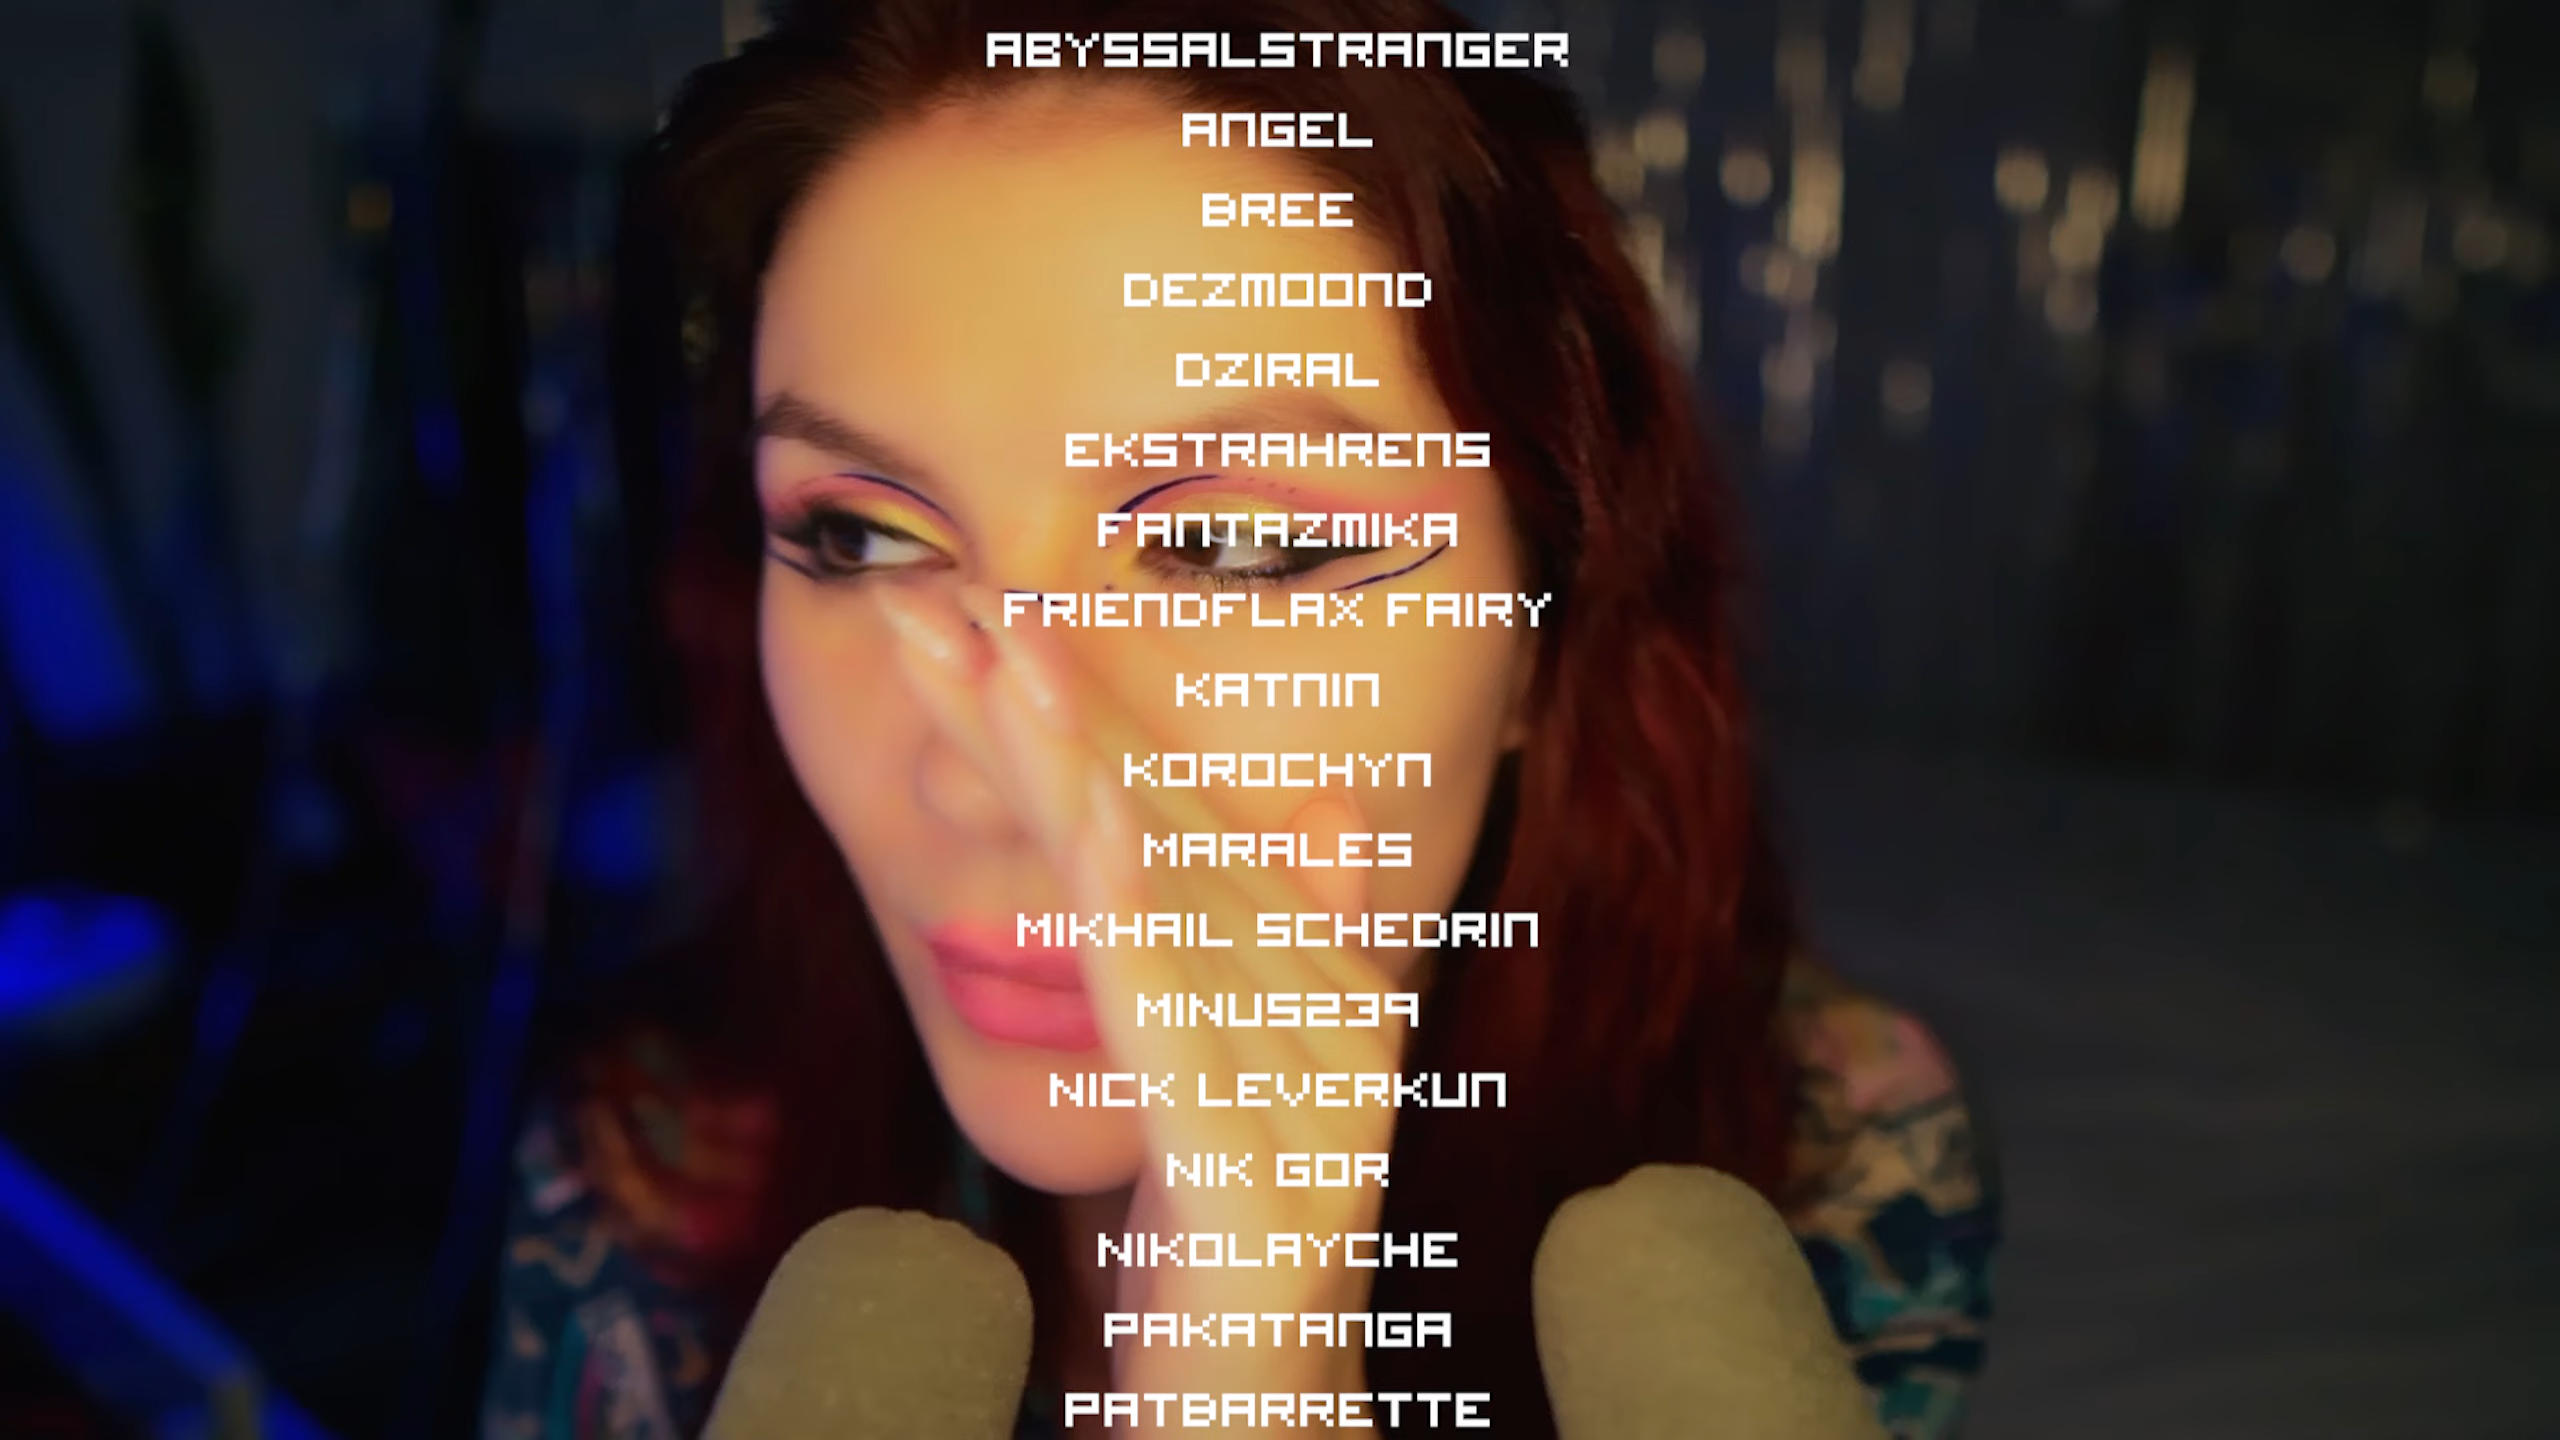 ABYSSALSTRANGER
ANGEL
BREE
DEZMOOND
DZIRAL
EKSTRAHRENS
FANTAZMIKA
FRIENDFLAX FAIRY
KATNIN
KOROCHYN
MARALES
MIKHAIL SCHEDRIN
MINUS239
NICK LEVERKUN
NIK GOR
NIKOLAYCHE
PAKATANGA
PATBARRETTE